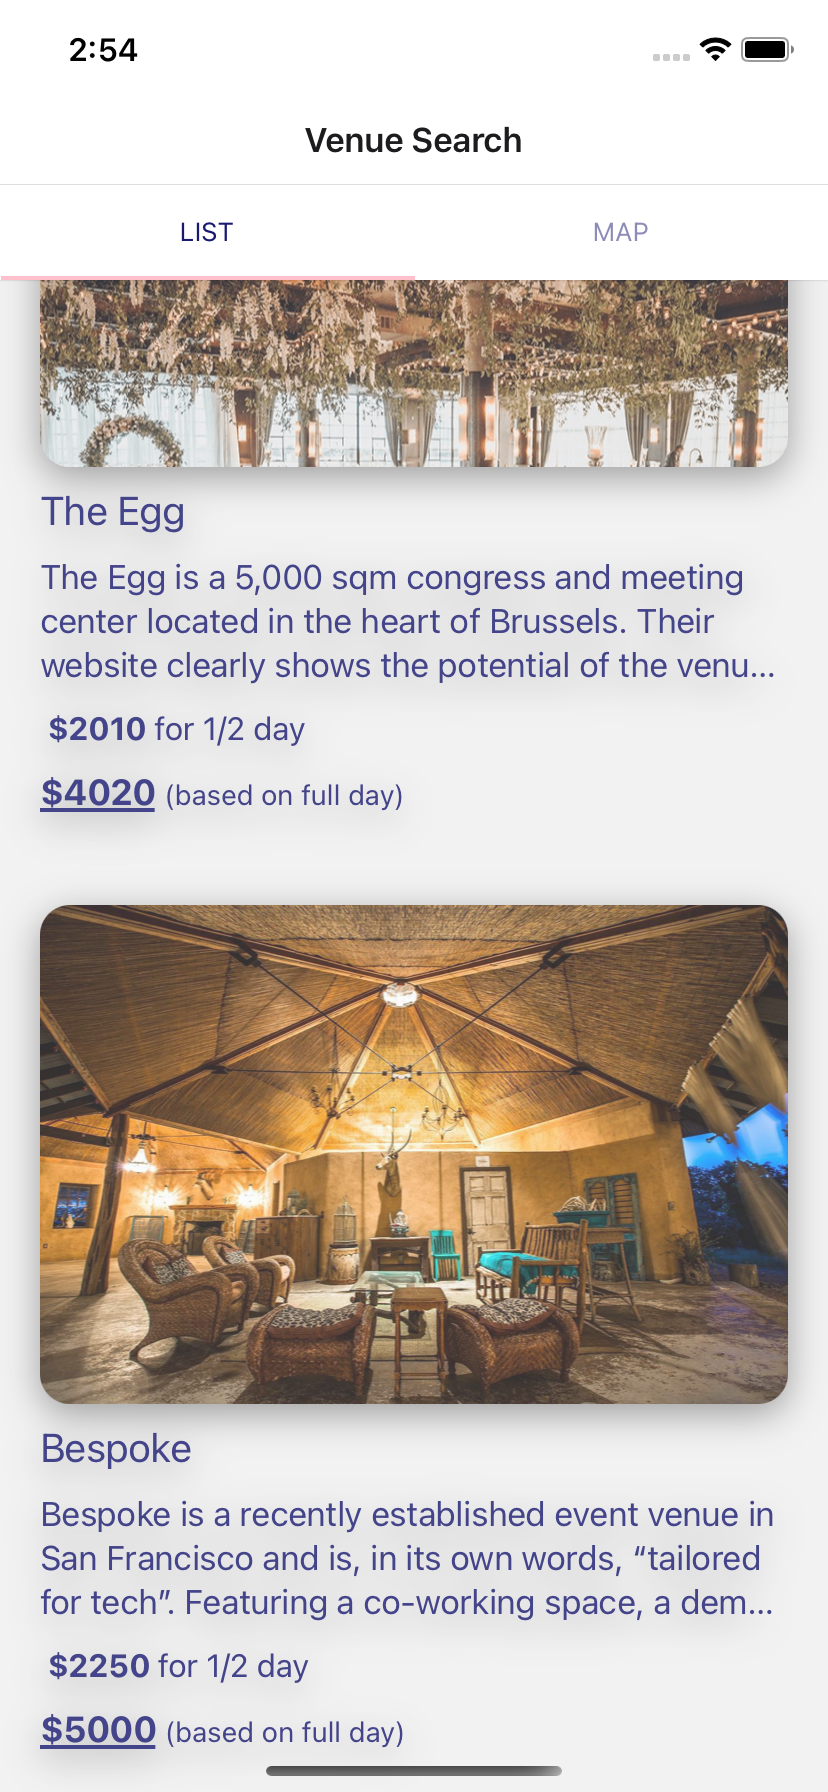 2:54
Venue Search
LIST
MAP
The Egg
The Egg is a 5,000 sqm congress and meeting
center located in the heart of Brussels. Their
website clearly shows the potential of the venu...
$2010 for 1/2 day
$4020 (based on full day)
Bespoke
Bespoke is a recently established event venue in
San Francisco and is, in its own words, “tailored
for tech”. Featuring a co-working space, a dem...
$2250 for 1/2 day
$5000 (based on full day)